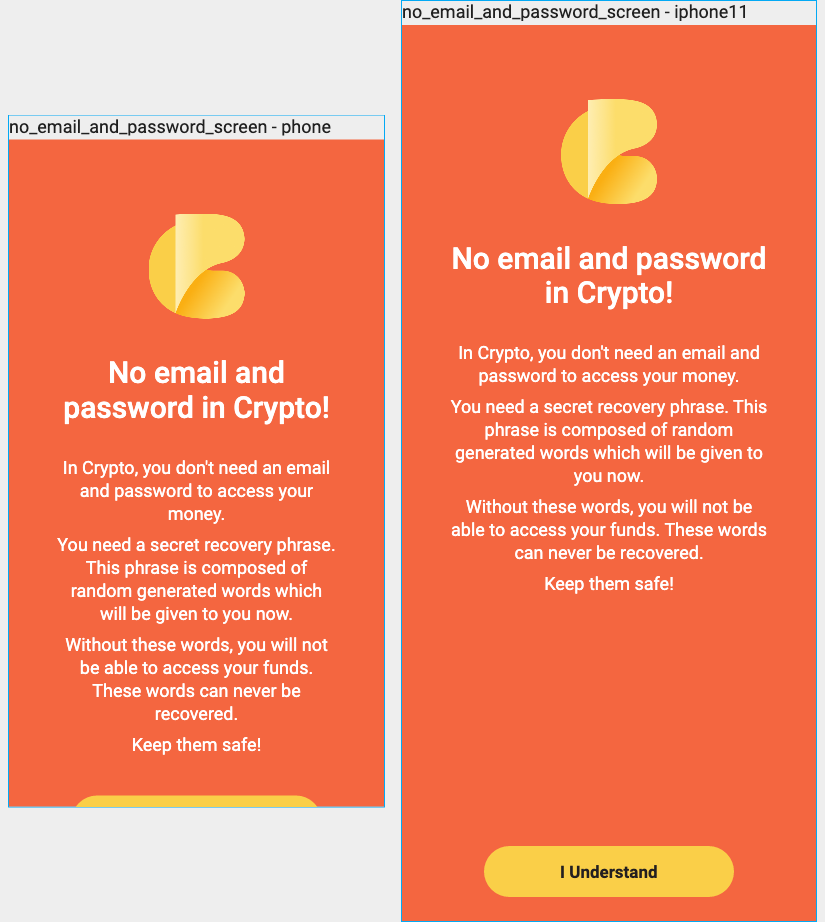 no_email_and_password_screen - phone
No email and
password in Crypto!
In Crypto, you don't need an email
and password to access your
money.
You need a secret recovery phrase.
This phrase is composed of
random generated words which
will be given to you now.
Without these words, you will not
be able to access your funds.
These words can never be
recovered.
Keep them safe!
no_email_and_password_screen - iphone11
No email and password
in Crypto!
In Crypto, you don't need an email and
password to access your money.
You need a secret recovery phrase. This
phrase is composed of random
generated words which will be given to
you now.
Without these words, you will not be
able to access your funds. These words
can never be recovered.
Keep them safe!
I Understand